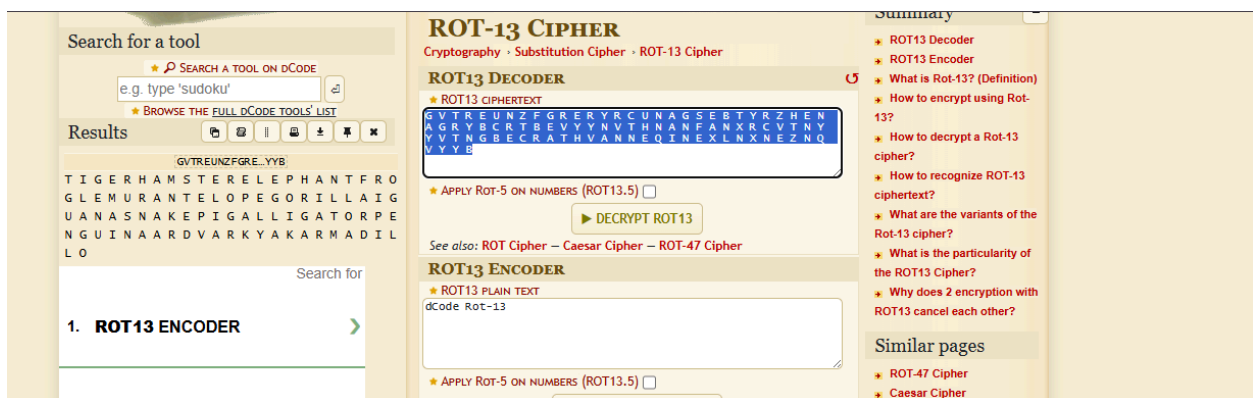 Search for a tool
SEARCH A TOOL ON DCODE
e.g. type 'sudoku'
BROWSE THE FULL DCODE TOOLS' LIST
Results
GVTREUNZFGRE…YYB
T I G E R H A M S T E R E L E P H A N T F R O
G L E M U R A N T E L O P E G O R I L L A I G
U A N A S N A K E P I G A L L I G A T O R P E
N G U I N A A R D V A R K Y A K A R M A D I L
L O
Search for
1. ROT13 ENCODER
ROT-13 CIPHER
Cryptography › Substitution Cipher › ROT-13 Cipher
ROT13 DECODER
ROT13 CIPHERTEXT
G V T R E U N Z F G R E R Y R C U N A G S E B T Y R Z H E N
A G R Y B C R T B E V Y Y N V T H N A N F A N X R C V T N Y
Y V T N G B E C R A T H V A N N E Q I N E X L N X N E Z N Q
V Y Y B
APPLY ROT-5 ON NUMBERS (ROT13.5)
DECRYPT ROT13
See also: ROT Cipher – Caesar Cipher – ROT-47 Cipher
ROT13 ENCODER
ROT13 PLAIN TEXT
dCode Rot-13
APPLY ROT-5 ON NUMBERS (ROT13.5)
Summary
ROT13 Decoder
ROT13 Encoder
What is Rot-13? (Definition)
How to encrypt using Rot-
13?
How to decrypt a Rot-13
cipher?
How to recognize ROT-13
ciphertext?
What are the variants of the
Rot-13 cipher?
What is the particularity of
the ROT13 Cipher?
Why does 2 encryption with
ROT13 cancel each other?
Similar pages
ROT-47 Cipher
Caesar Cipher